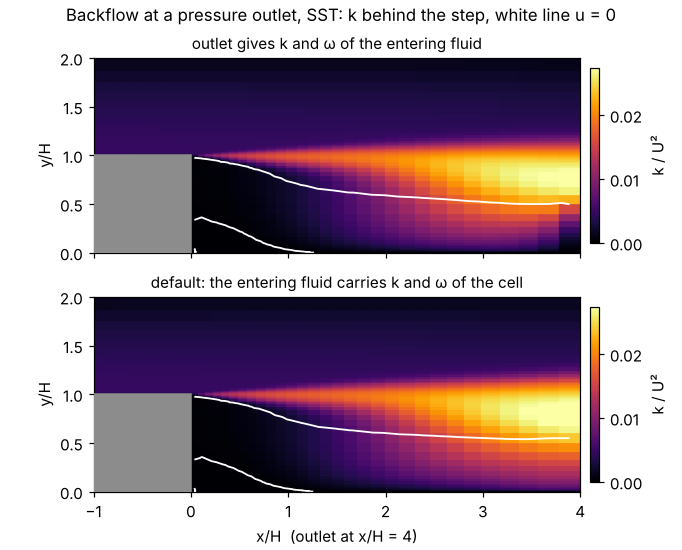 Backflow at a pressure outlet, SST: k behind the step, white line u = 0
outlet gives k and ω of the entering fluid
2.0
1.5
1.0
0.5
0.0
y/H
0.02
0.01
0.00
k / U²
default: the entering fluid carries k and ω of the cell
2.0
1.5
1.0
0.5
0.0
y/H
−1
0
1
2
3
4
x/H (outlet at x/H = 4)
0.02
0.01
0.00
k / U²